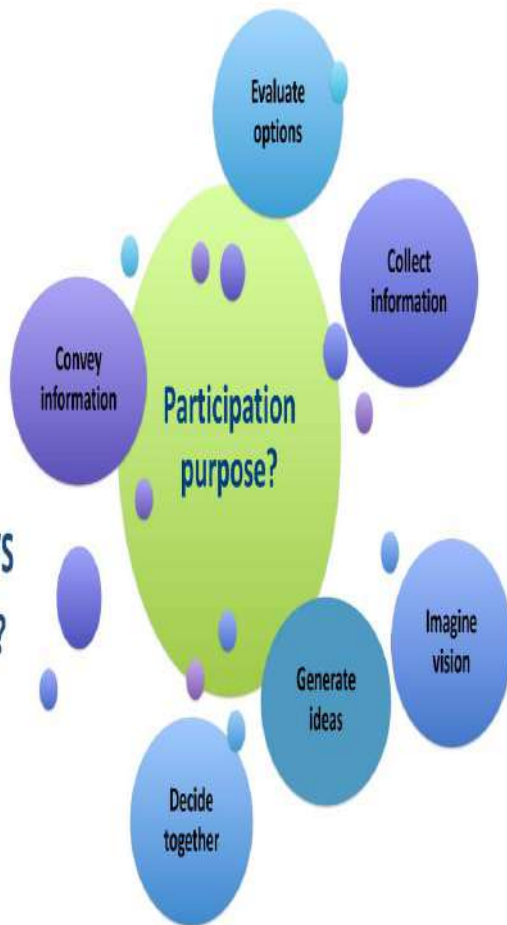 Evaluate
options
Collect
information
Convey
information
Participation
purpose?
?
Imagine
vision
Generate
ideas
Decide
together